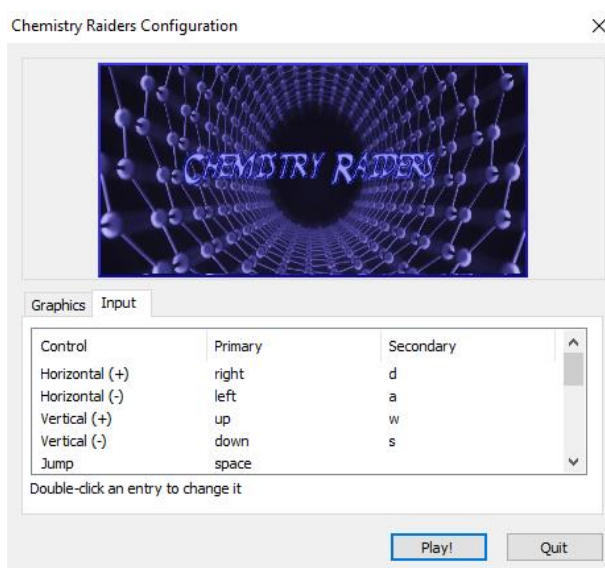 Chemistry Raiders Configuration
CHEMISTRY RAIDERS
Graphics Input
Control Primary Secondary
Horizontal (+) right d
Horizontal (-) left a
Vertical (+) up w
Vertical (-) down s
Jump space
Double-click an entry to change it
Play! Quit